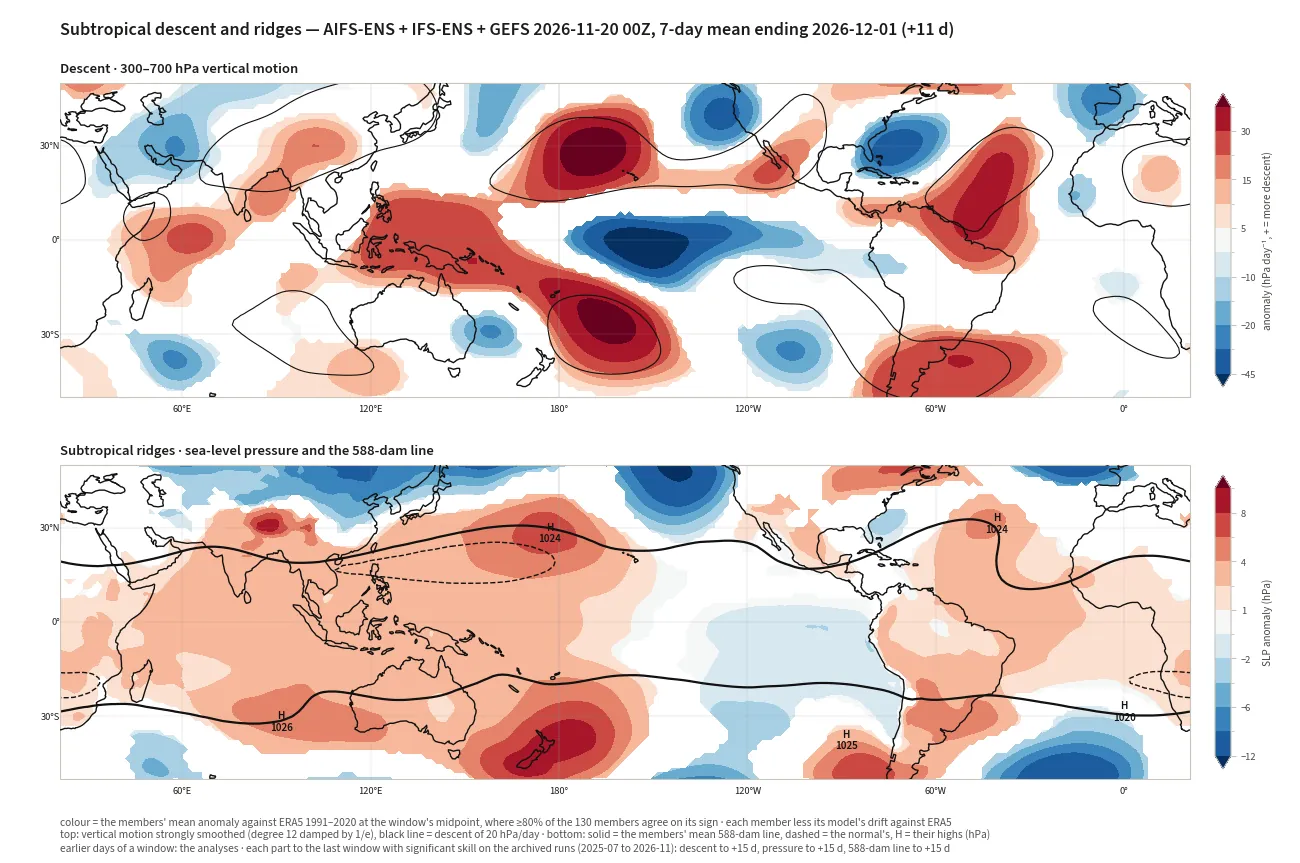 Subtropical descent and ridges — AIFS-ENS + IFS-ENS + GEFS 2026-11-20 00Z, 7-day mean ending 2026-12-01 (+11 d)
Descent · 300–700 hPa vertical motion
30°N
0°
30°S
60°E
120°E
180°
120°W
60°W
0°
30
15
5
−10
−20
−45
anomaly (hPa day⁻¹, + = more descent)
Subtropical ridges · sea-level pressure and the 588-dam line
30°N
0°
30°S
H
1024
H
1024
H
1026
H
1025
H
1020
60°E
120°E
180°
120°W
60°W
0°
8
4
1
−2
−6
−12
SLP anomaly (hPa)
colour = the members' mean anomaly against ERA5 1991–2020 at the window's midpoint, where ≥80% of the 130 members agree on its sign · each member less its model's drift against ERA5
top: vertical motion strongly smoothed (degree 12 damped by 1/e), black line = descent of 20 hPa/day · bottom: solid = the members' mean 588-dam line, dashed = the normal's, H = their highs (hPa)
earlier days of a window: the analyses · each part to the last window with significant skill on the archived runs (2025-07 to 2026-11): descent to +15 d, pressure to +15 d, 588-dam line to +15 d